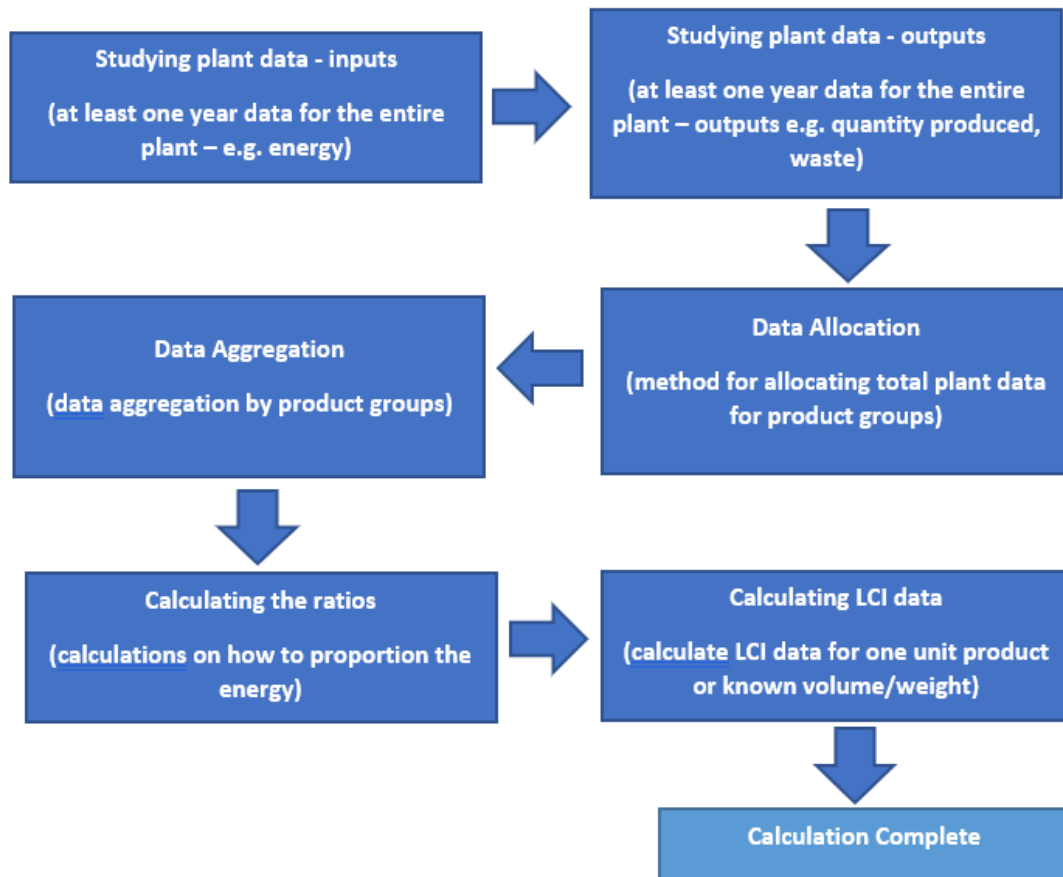 Studying plant data - inputs
(at least one year data for the entire
plant – e.g. energy)
Studying plant data - outputs
(at least one year data for the entire
plant – outputs e.g. quantity produced,
waste)
Data Allocation
(method for allocating total plant data
for product groups)
Data Aggregation
(data aggregation by product groups)
Calculating the ratios
(calculations on how to proportion the
energy)
Calculating LCI data
(calculate LCI data for one unit product
or known volume/weight)
Calculation Complete